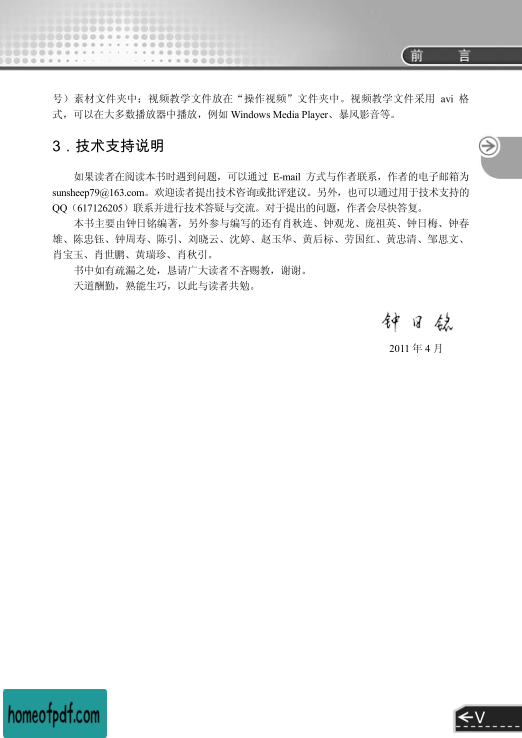 前 言
号）素材文件夹中；视频教学文件放在“操作视频”文件夹中。视频教学文件采用 avi 格
式，可以在大多数播放器中播放，例如 Windows Media Player、暴风影音等。
3．技术支持说明
如果读者在阅读本书时遇到问题，可以通过 E-mail 方式与作者联系，作者的电子邮箱为
sunsheep79@163.com。欢迎读者提出技术咨询或批评建议。另外，也可以通过用于技术支持的
QQ（617126205）联系并进行技术答疑与交流。对于提出的问题，作者会尽快答复。
本书主要由钟日铭编著，另外参与编写的还有肖秋连、钟观龙、庞祖英、钟日梅、钟春
雄、陈忠钰、钟周寿、陈引、刘晓云、沈婷、赵玉华、黄后标、劳国红、黄忠清、邹思文、
肖宝玉、肖世鹏、黄瑞珍、肖秋引。
书中如有疏漏之处，恳请广大读者不吝赐教，谢谢。
天道酬勤，熟能生巧，以此与读者共勉。
钟 日 铭
2011 年 4 月
homeofpdf.com
V